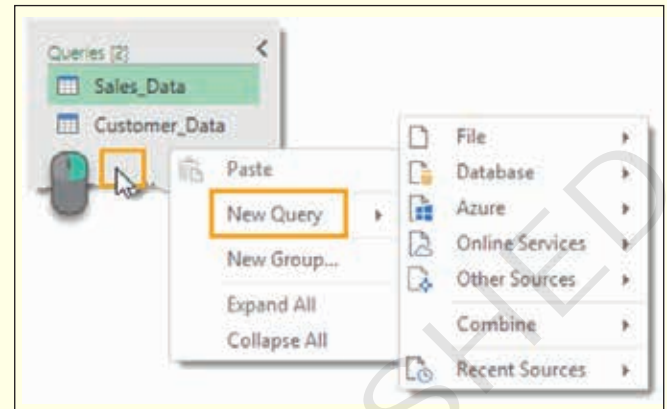 Queries [2]
Sales_Data
Customer_Data
Paste
New Query
New Group...
Expand All
Collapse All
File
Database
Azure
Online Services
Other Sources
Combine
Recent Sources
SHED